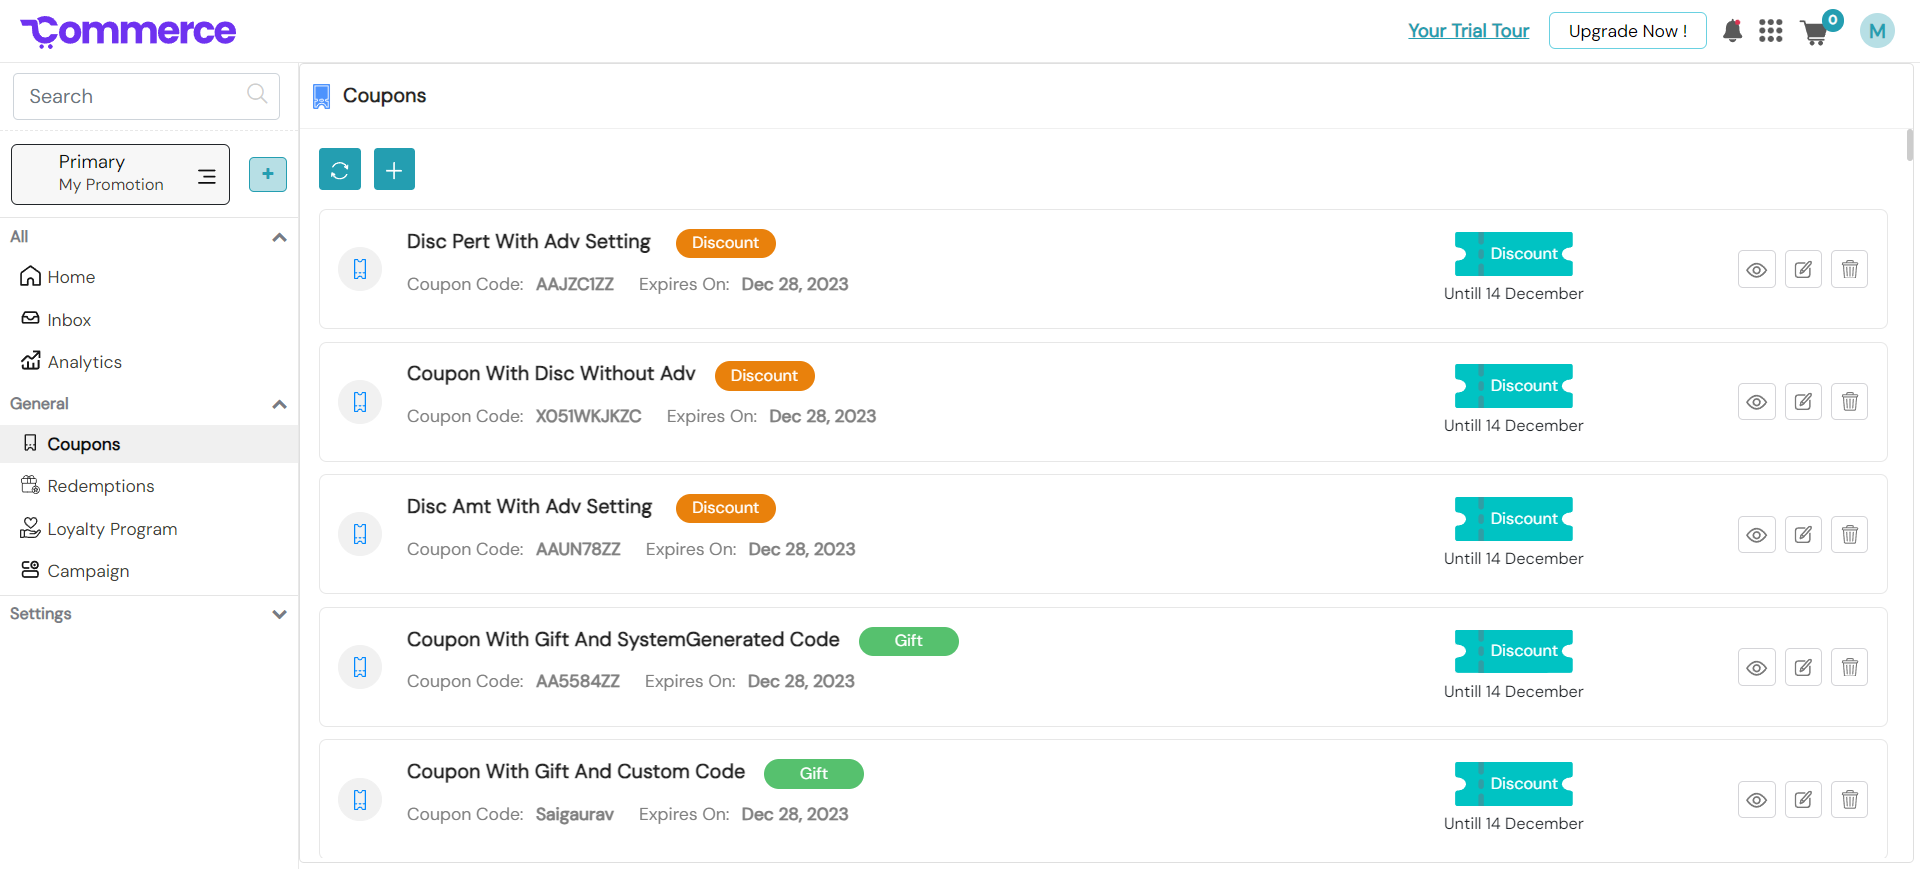 Commerce
Your Trial Tour
Upgrade Now !
0
M
Search
Coupons
Primary
My Promotion
+
All
Home
Inbox
Analytics
General
Coupons
Redemptions
Loyalty Program
Campaign
Settings
Disc Pert With Adv Setting Discount
Coupon Code: AAJZC1ZZ Expires On: Dec 28, 2023
Discount
Untill 14 December
Coupon With Disc Without Adv Discount
Coupon Code: X051WKJKZC Expires On: Dec 28, 2023
Discount
Untill 14 December
Disc Amt With Adv Setting Discount
Coupon Code: AAUN78ZZ Expires On: Dec 28, 2023
Discount
Untill 14 December
Coupon With Gift And SystemGenerated Code Gift
Coupon Code: AA5584ZZ Expires On: Dec 28, 2023
Discount
Untill 14 December
Coupon With Gift And Custom Code Gift
Coupon Code: Saigaurav Expires On: Dec 28, 2023
Discount
Untill 14 December